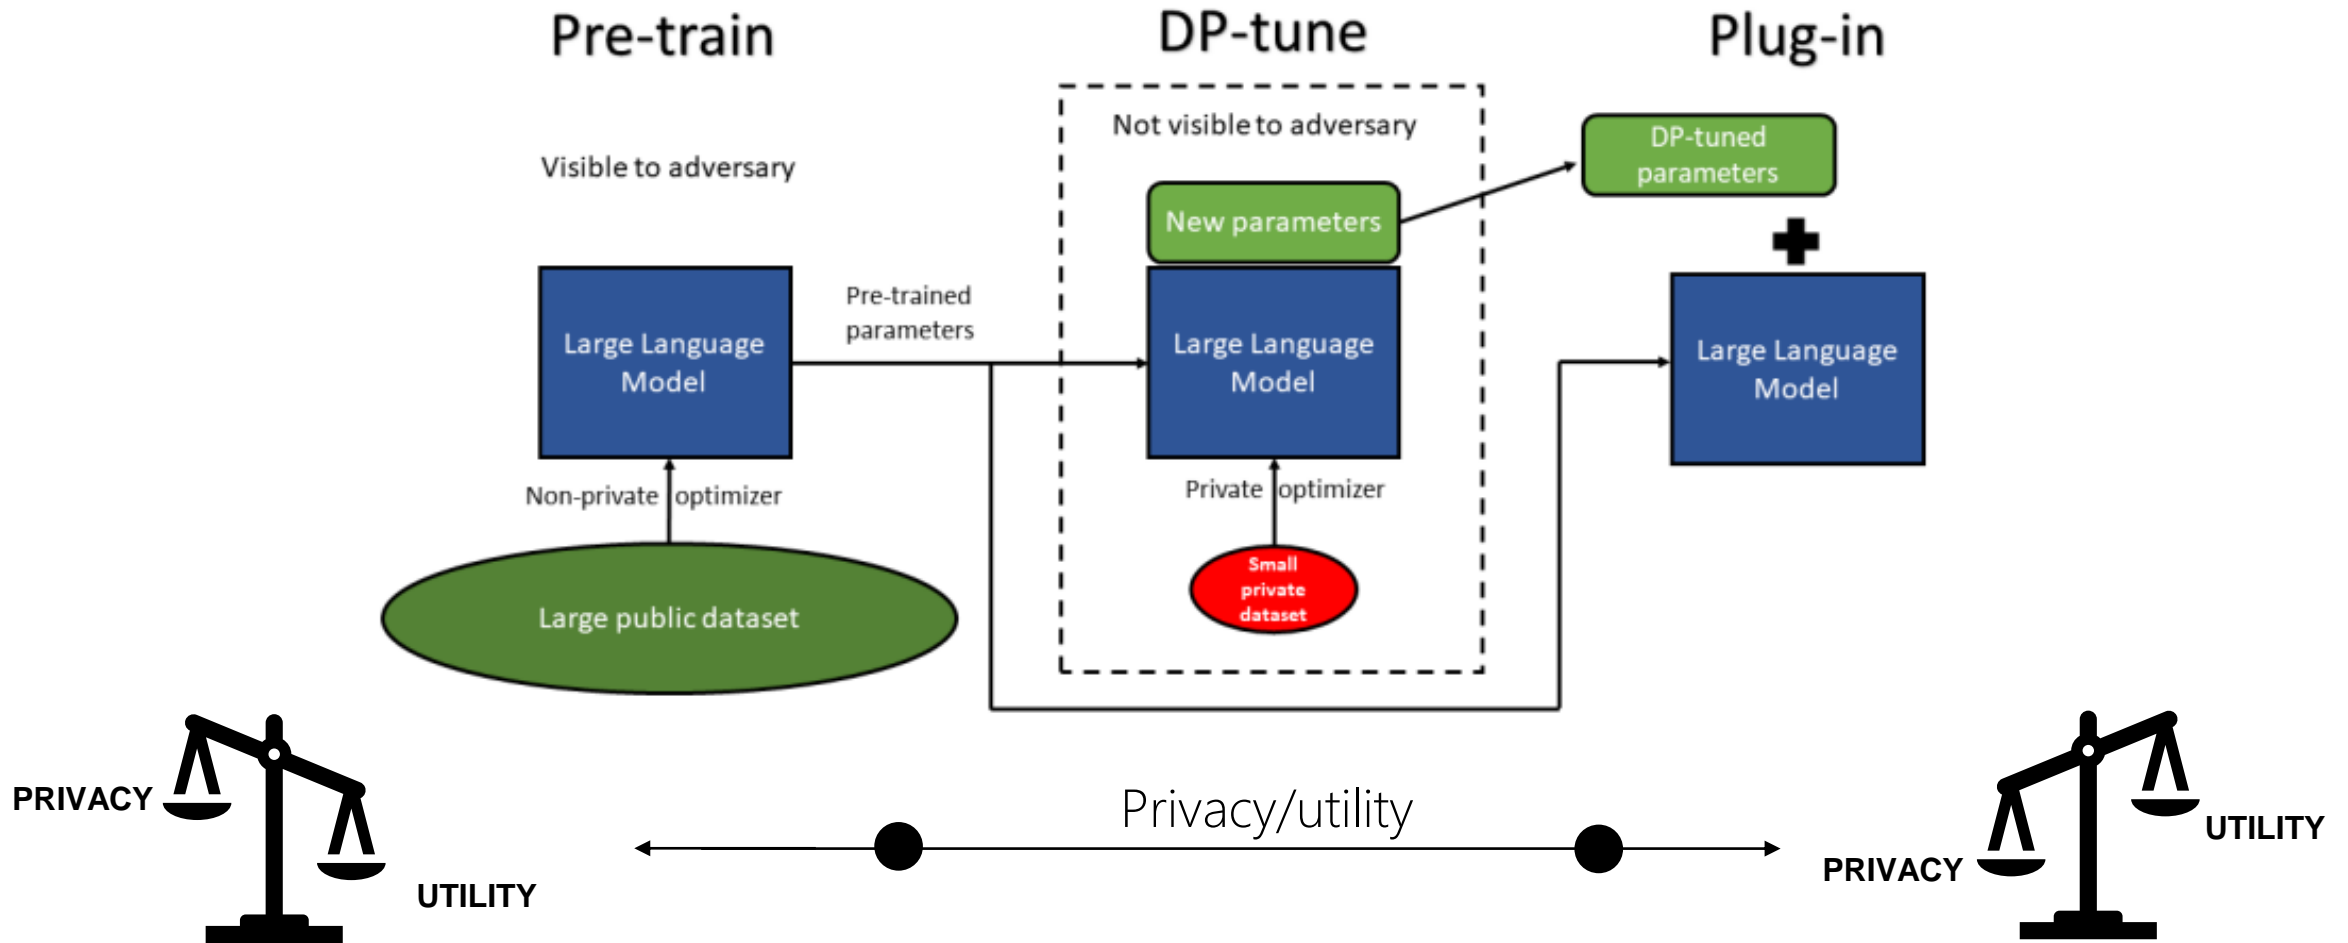 Pre-train
DP-tune
Plug-in
Visible to adversary
Not visible to adversary
DP-tuned
parameters
New parameters
Pre-trained
parameters
Large Language
Model
Large Language
Model
Large Language
Model
Non-private optimizer
Private optimizer
Large public dataset
Small
private
dataset
PRIVACY
UTILITY
Privacy/utility
PRIVACY
UTILITY